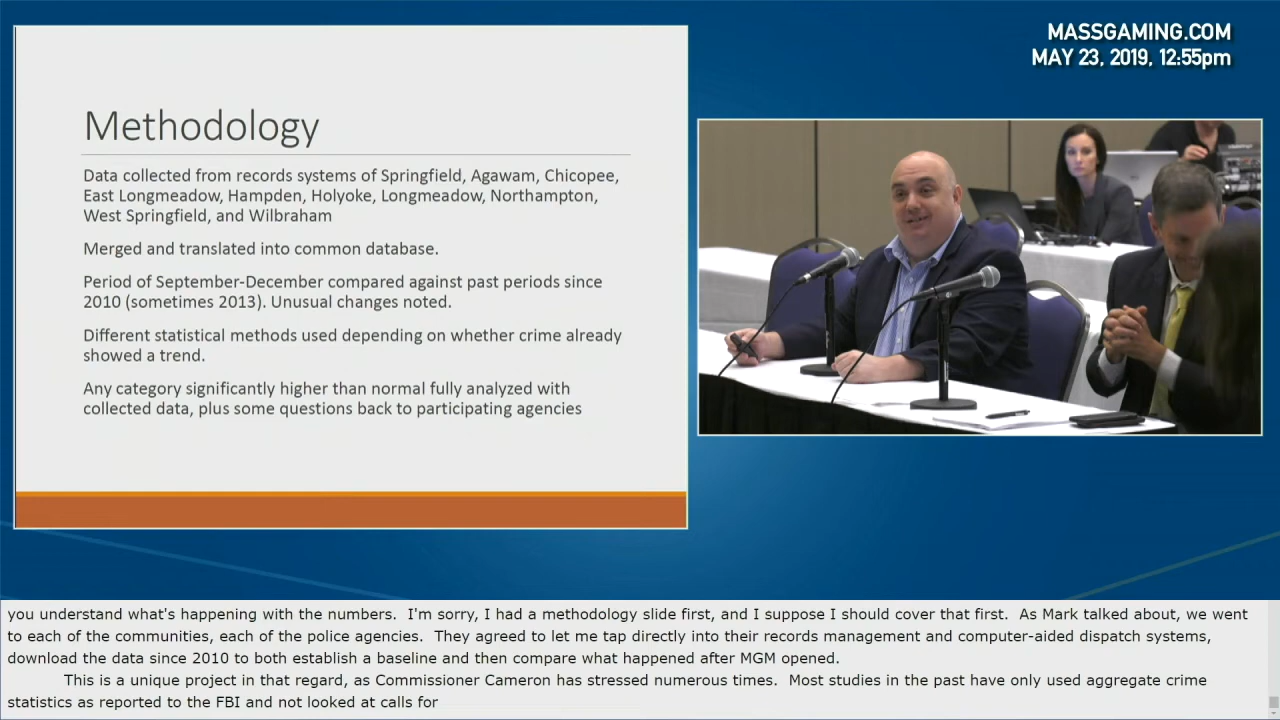 MASSGAMING.COM
MAY 23, 2019, 12:55pm
Methodology
Data collected from records systems of Springfield, Agawam, Chicopee,
East Longmeadow, Hampden, Holyoke, Longmeadow, Northampton,
West Springfield, and Wilbraham
Merged and translated into common database.
Period of September-December compared against past periods since
2010 (sometimes 2013). Unusual changes noted.
Different statistical methods used depending on whether crime already
showed a trend.
Any category significantly higher than normal fully analyzed with
collected data, plus some questions back to participating agencies
you understand what's happening with the numbers.  I'm sorry, I had a methodology slide first, and I suppose I should cover that first.  As Mark talked about, we went
to each of the communities, each of the police agencies.  They agreed to let me tap directly into their records management and computer-aided dispatch systems,
download the data since 2010 to both establish a baseline and then compare what happened after MGM opened.
This is a unique project in that regard, as Commissioner Cameron has stressed numerous times.  Most studies in the past have only used aggregate crime
statistics as reported to the FBI and not looked at calls for